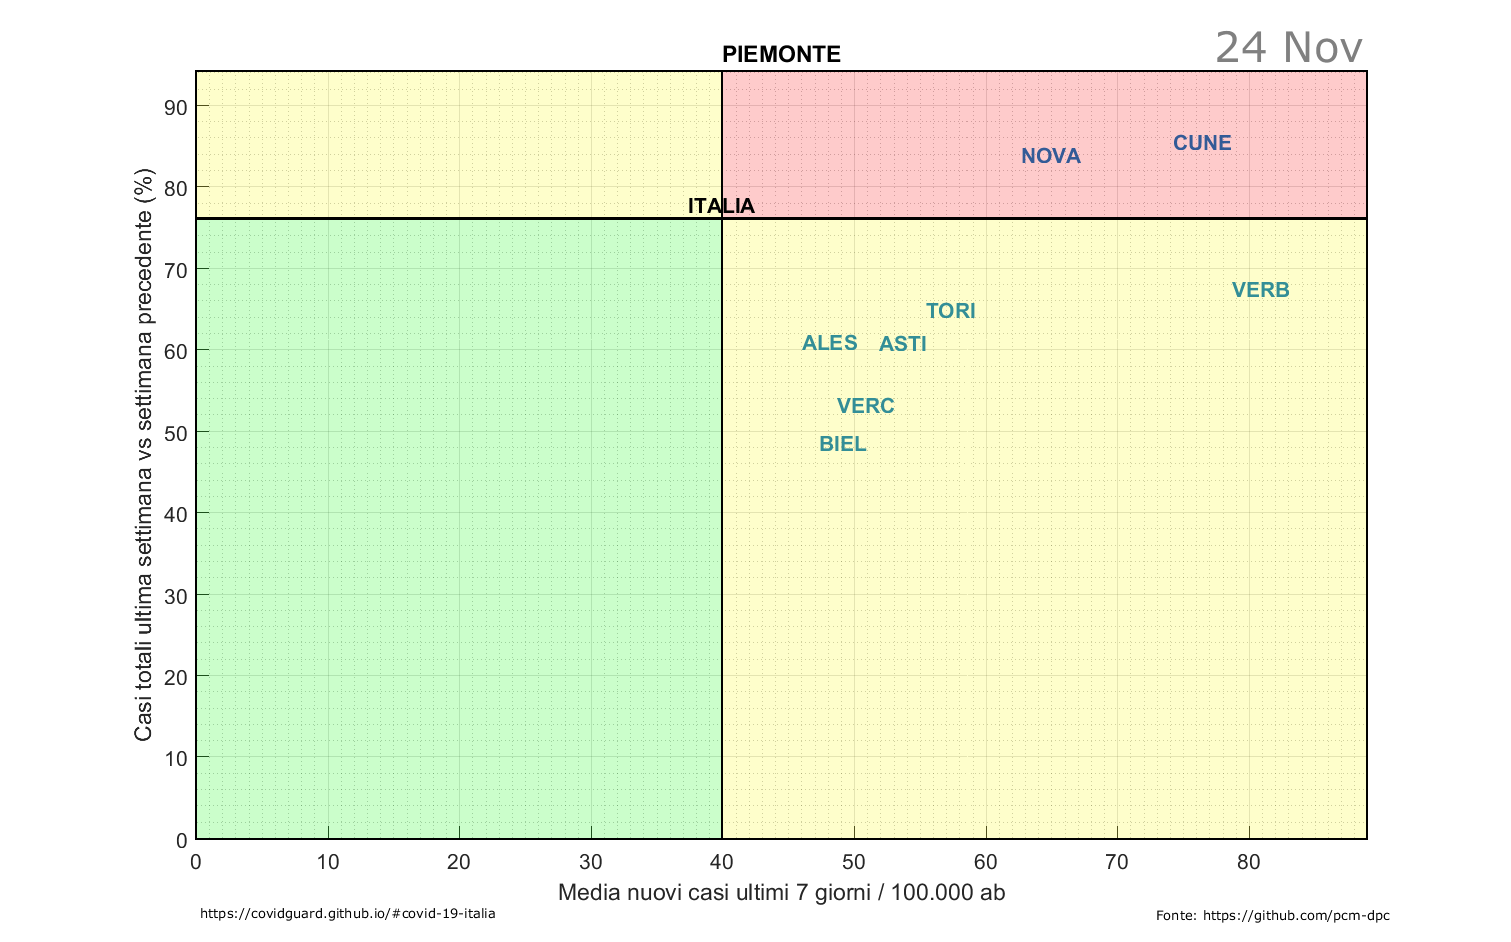 24 Nov
PIEMONTE
90
80
70
60
50
40
30
20
10
0
Casi totali ultima settimana vs settimana precedente (%)
CUNE
NOVA
ITALIA
VERB
TORI
ALES
ASTI
VERC
BIEL
0
10
20
30
40
50
60
70
80
Media nuovi casi ultimi 7 giorni / 100.000 ab
https://covidguard.github.io/#covid-19-italia
Fonte: https://github.com/pcm-dpc